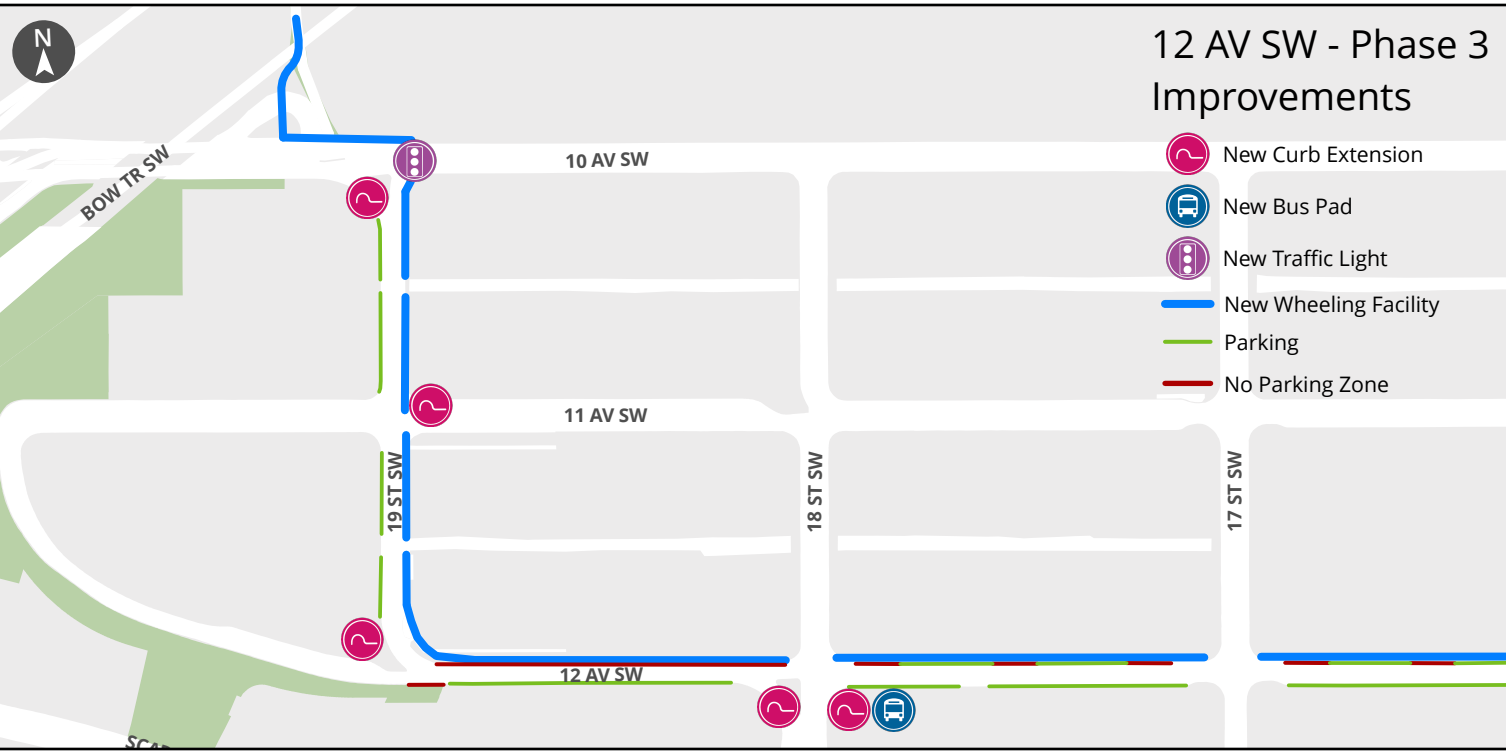 N
12 AV SW - Phase 3
Improvements
New Curb Extension
New Bus Pad
New Traffic Light
New Wheeling Facility
Parking
No Parking Zone
BOW TR SW
10 AV SW
11 AV SW
19 ST SW
18 ST SW
17 ST SW
12 AV SW